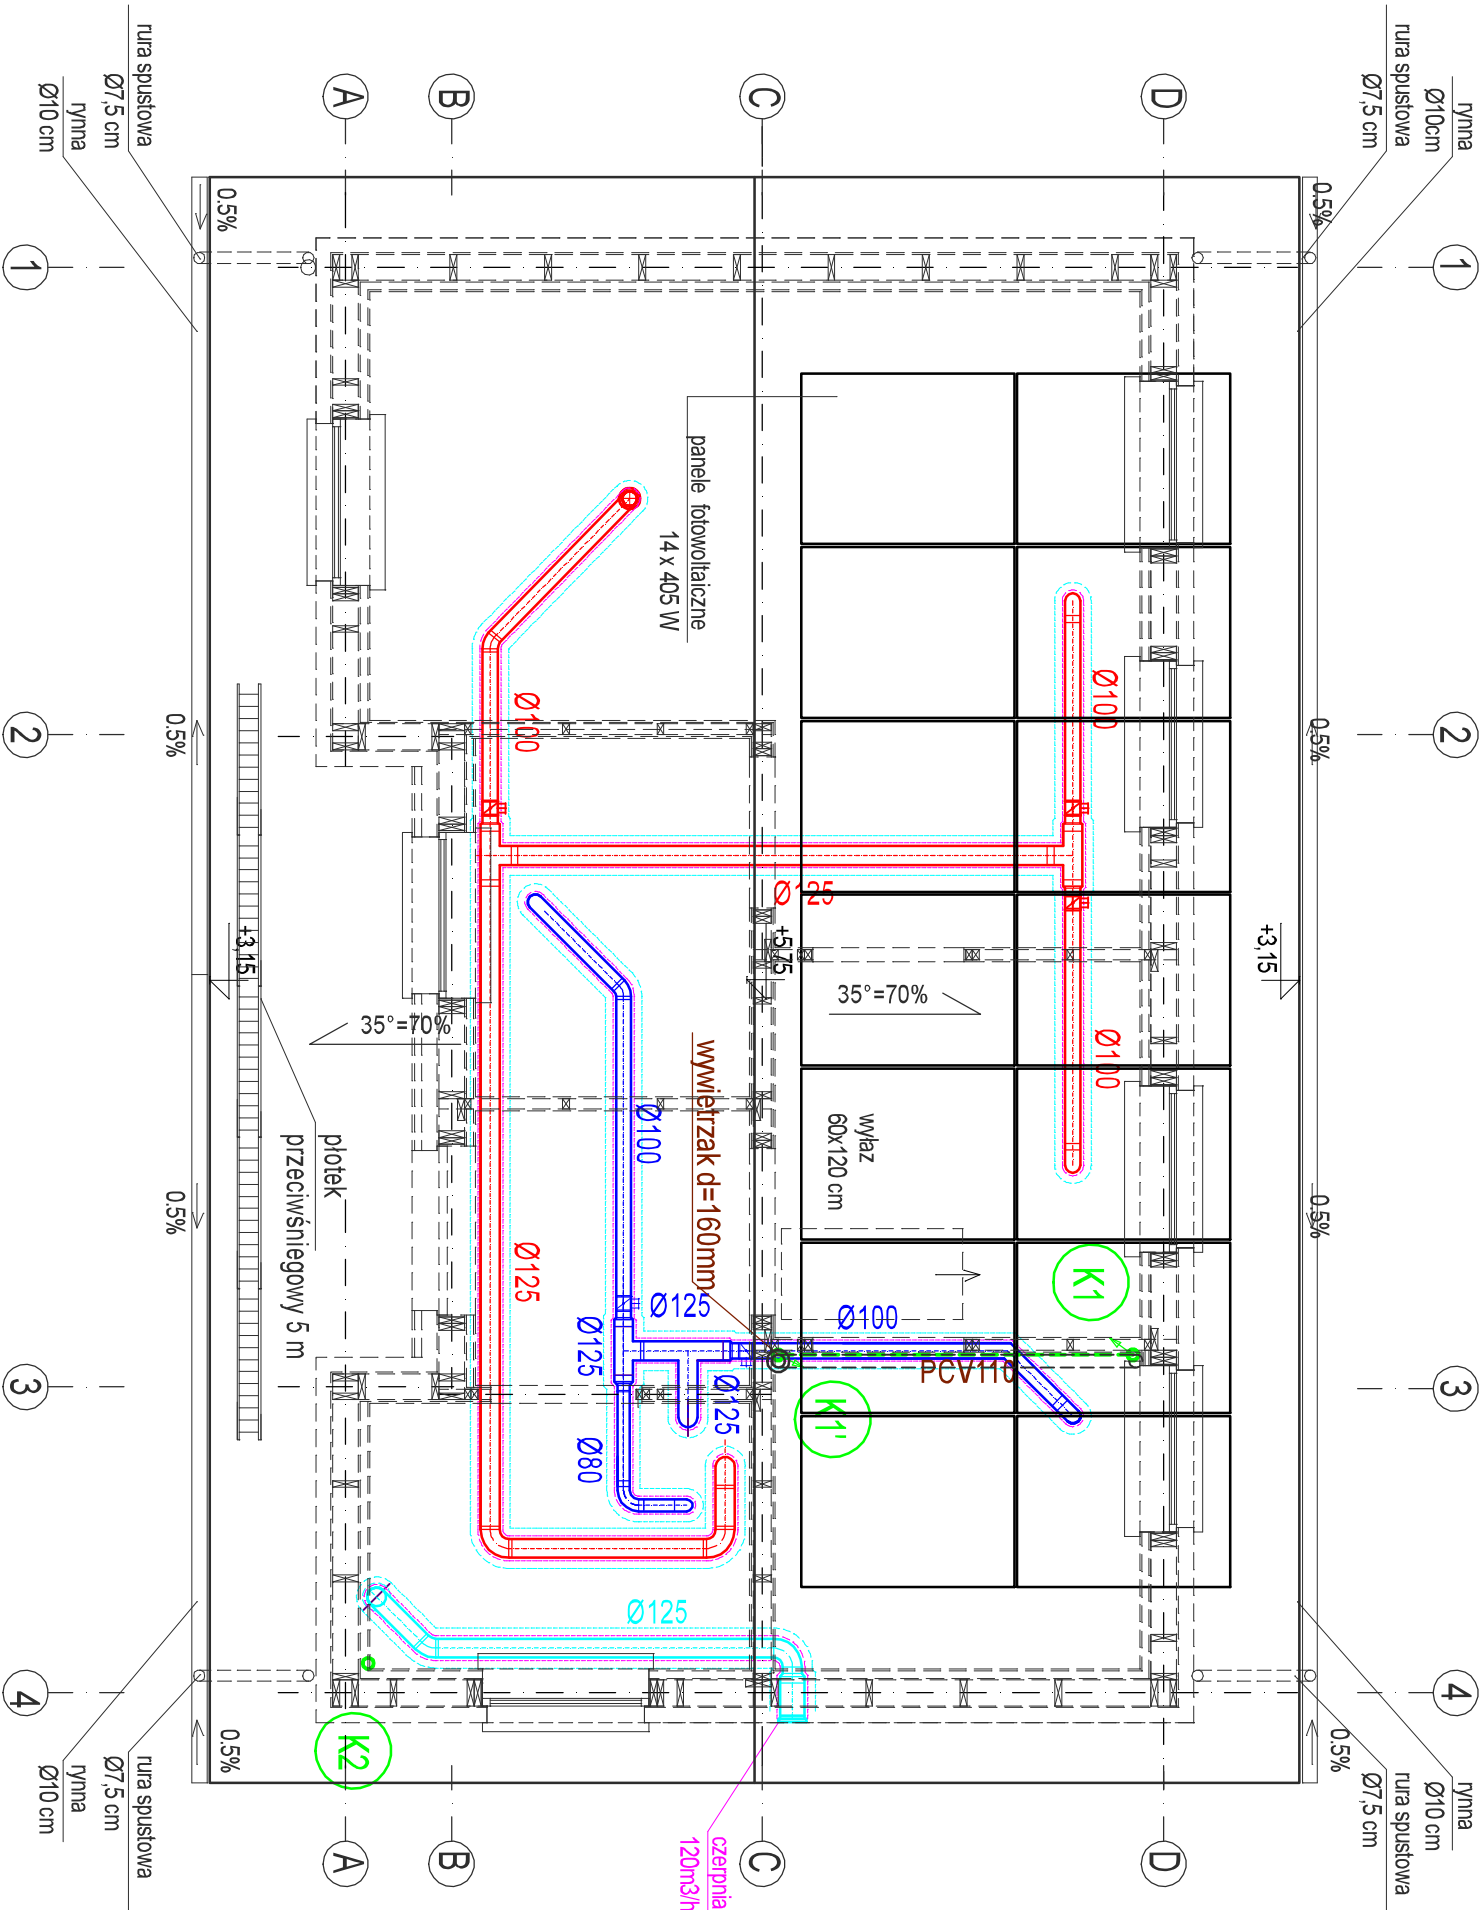 rura spustowa
Ø7,5 cm
rynna
Ø10 cm
A
B
C
D
rynna
Ø10cm
rura spustowa
Ø7,5 cm
0.5%
0.5%
1
1
panele fotowoltaiczne
14 x 405 W
Ø100
Ø100
2
2
0.5%
0.5%
Ø125
+3,15
+5,75
+3,15
35°=70%
35°=70%
Ø100
wywietrzak d=160mm
Ø100
wyłaz
60x120 cm
płotek
przeciwśniegowy 5 m
0.5%
0.5%
Ø125
K1
Ø125
Ø100
Ø125
PCV110
3
3
Ø125
K1'
Ø80
Ø125
4
4
K2
0.5%
0.5%
rura spustowa
Ø7,5 cm
rynna
Ø10 cm
czerpnia
120m3/h
rynna
Ø10 cm
rura spustowa
Ø7,5 cm
A
B
C
D